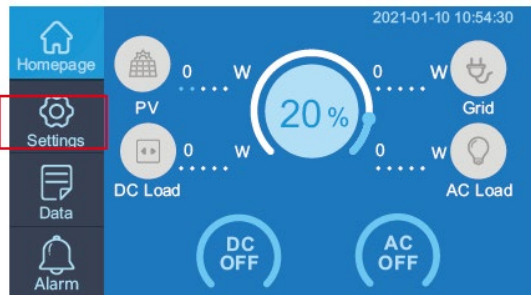 2021-01-10 10:54:30
Homepage
Settings
Data
Alarm
0 W
PV
0 W
DC Load
20%
0 W
Grid
0 W
AC Load
DC
OFF
AC
OFF